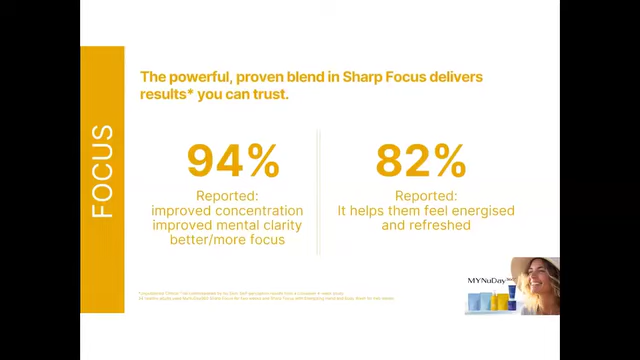 FOCUS
The powerful, proven blend in Sharp Focus delivers
results* you can trust.
94%
Reported:
improved concentration
improved mental clarity
better/more focus
82%
Reported:
It helps them feel energised
and refreshed
MYNuDay